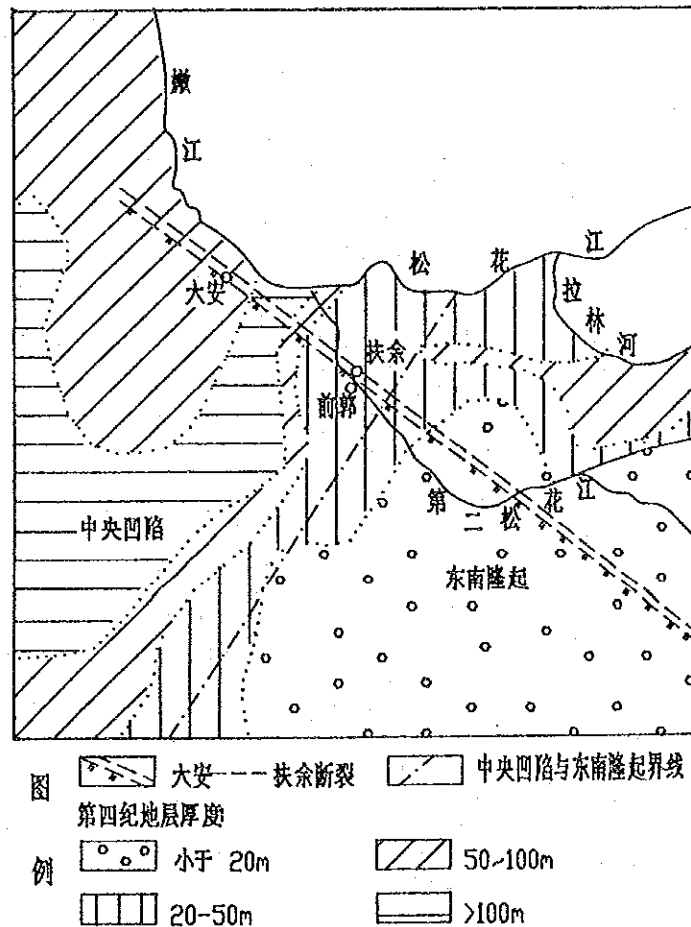 嫩
江
松 花 江
拉
林
河
大安
扶余
前郭
第二松花江
中央凹陷
东南隆起
图
例
大安----扶余断裂
中央凹陷与东南隆起界线
第四纪地层厚度
小于 20m
50~100m
20-50m
>100m